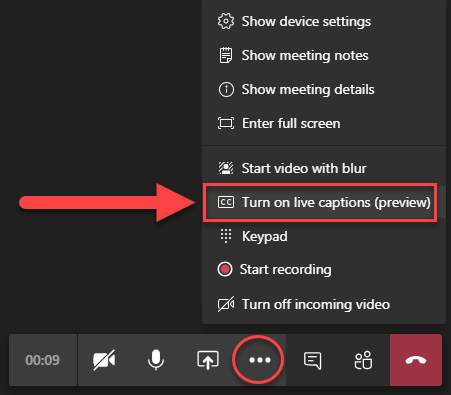 Show device settings
Show meeting notes
Show meeting details
Enter full screen
Start video with blur
CC Turn on live captions (preview)
Keypad
Start recording
Turn off incoming video
00:09